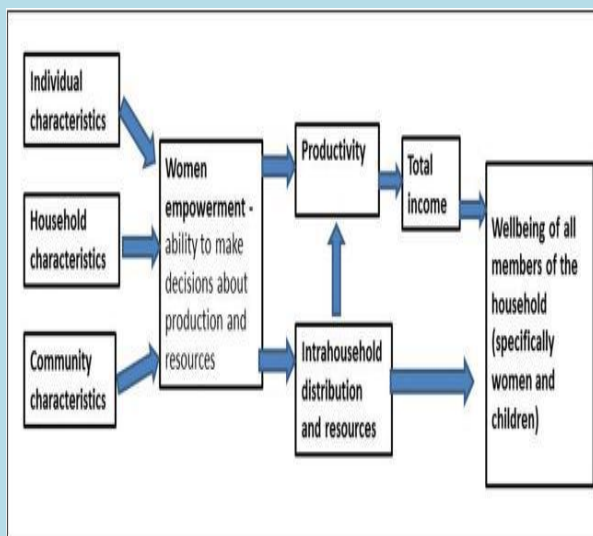 Individual
characteristics
Household
characteristics
Community
characteristics
Women
empowerment -
ability to make
decisions about
production and
resources
Productivity
Total
income
Intrahousehold
distribution
and resources
Wellbeing of all
members of the
household
(specifically
women and
children)